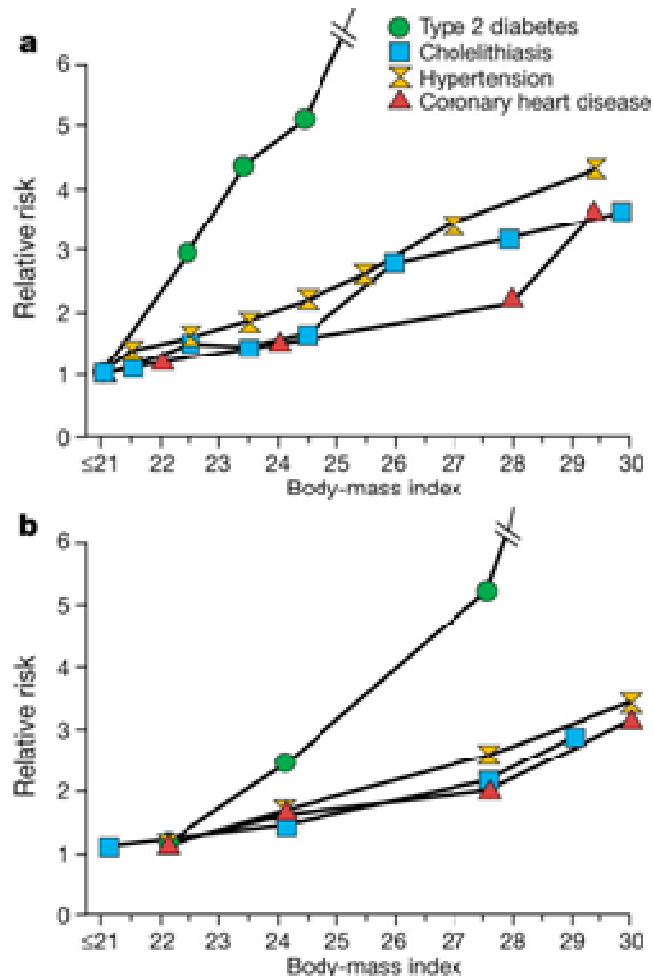 a
Type 2 diabetes
Cholelithiasis
Hypertension
Coronary heart disease
6
5
4
3
2
1
0
Relative risk
≤21 22 23 24 25 26 27 28 29 30
Body-mass index
b
6
5
4
3
2
1
0
Relative risk
≤21 22 23 24 25 26 27 28 29 30
Body-mass index